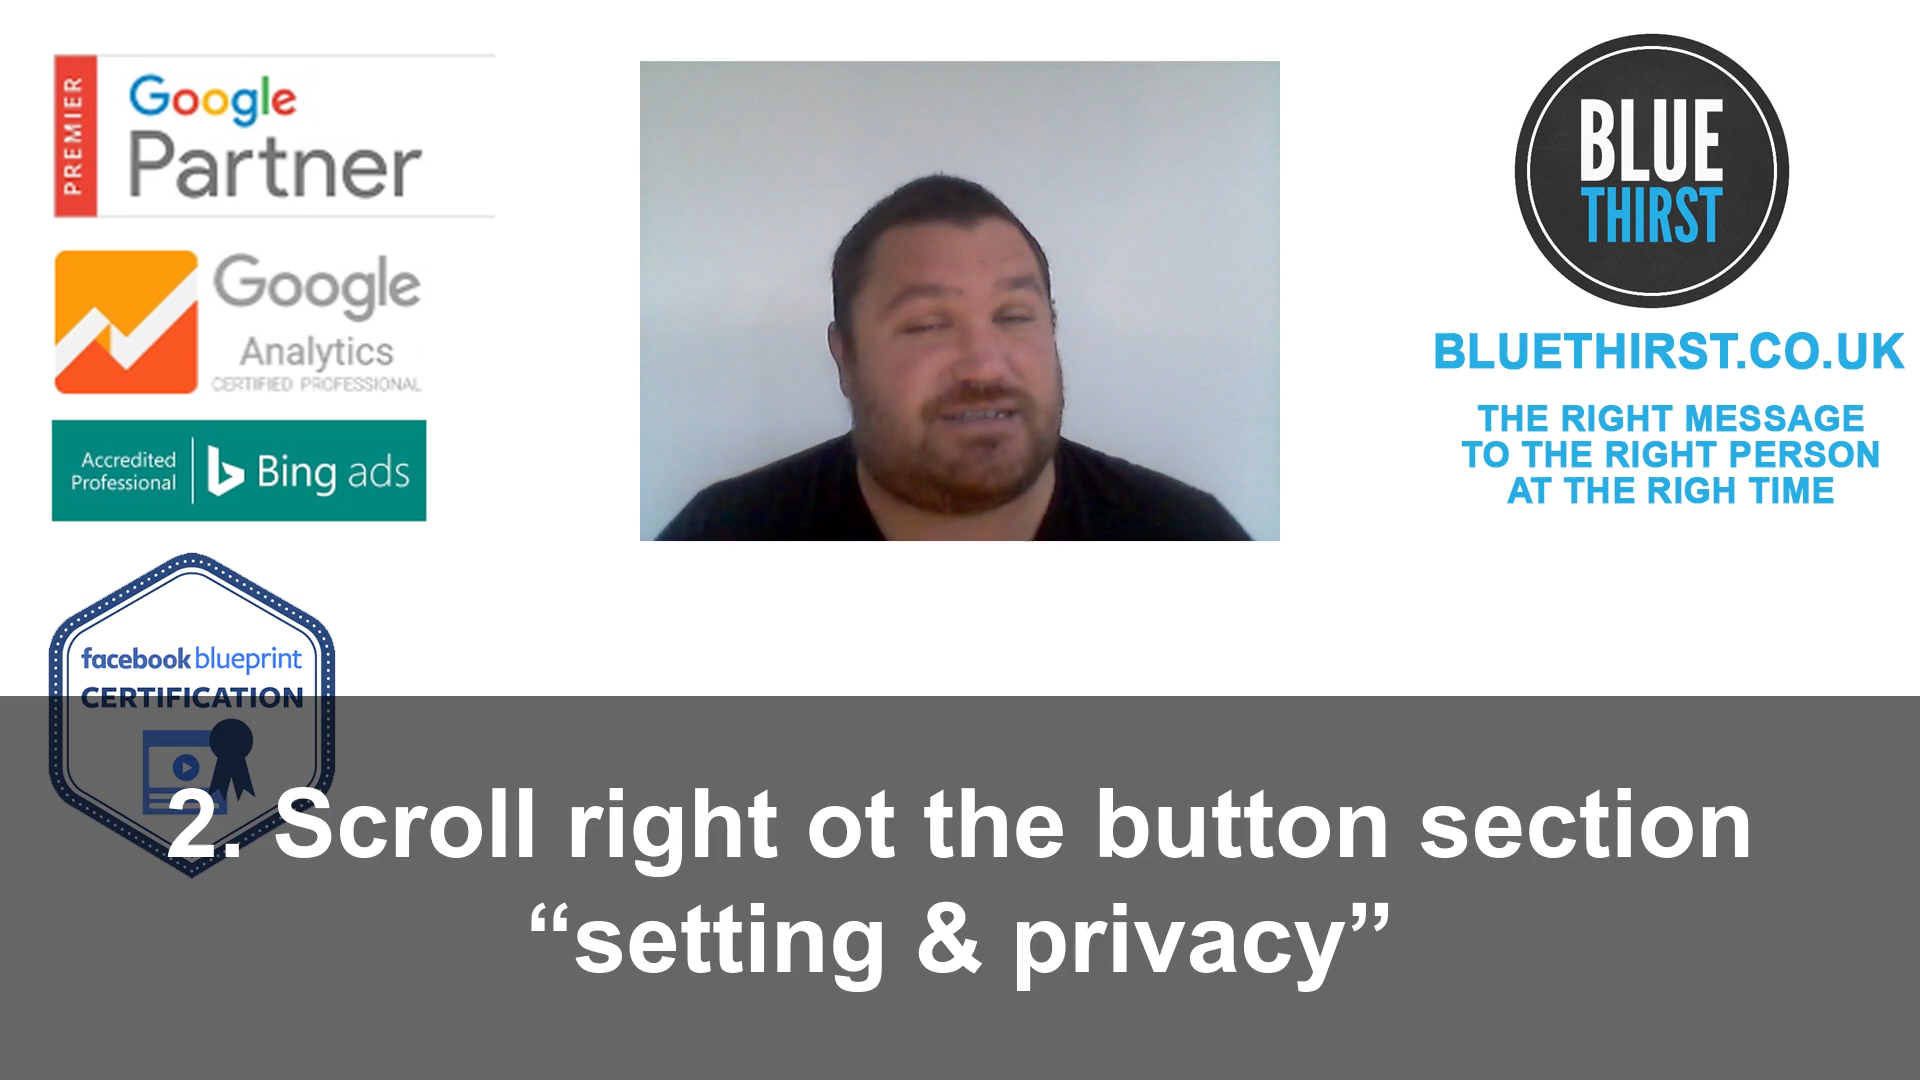 PREMIER
Google
Partner
Google
Analytics
CERTIFIED PROFESSIONAL
Accredited
Professional
Bing ads
facebook blueprint
CERTIFICATION
BLUE
THIRST
BLUETHIRST.CO.UK
THE RIGHT MESSAGE
TO THE RIGHT PERSON
AT THE RIGH TIME
2. Scroll right ot the button section
“setting & privacy”